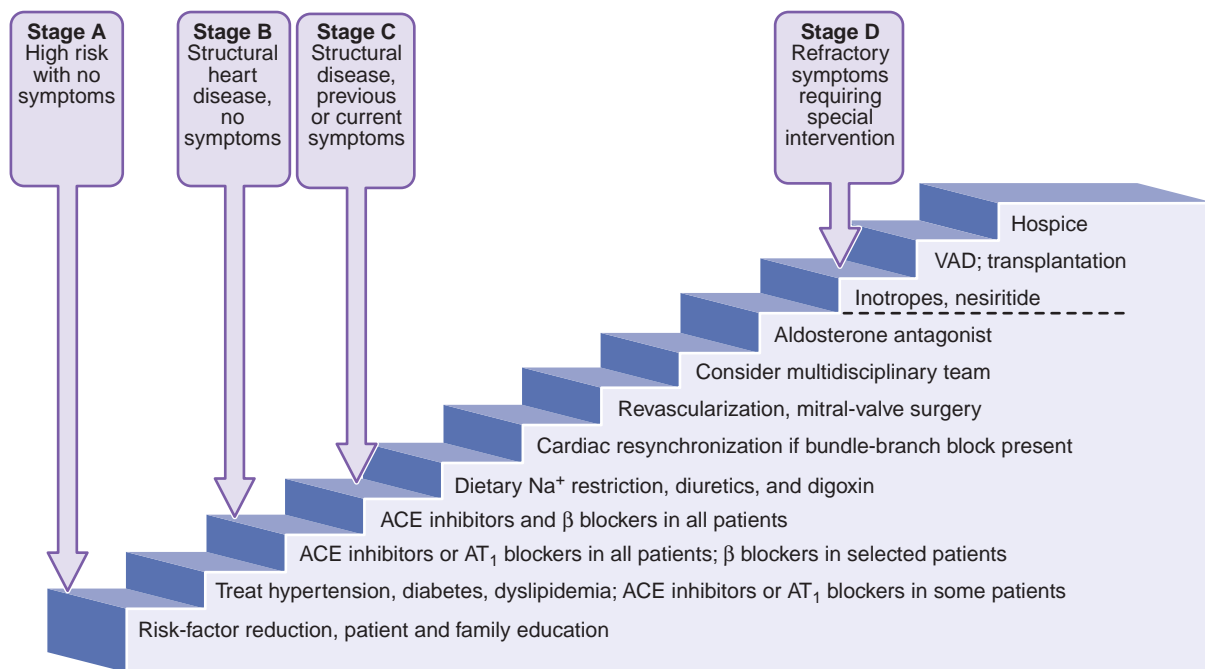 Stage A
High risk
with no
symptoms
Stage B
Structural
heart
disease,
no
symptoms
Stage C
Structural
disease,
previous
or current
symptoms
Stage D
Refractory
symptoms
requiring
special
intervention
Hospice
VAD; transplantation
Inotropes, nesiritide
Aldosterone antagonist
Consider multidisciplinary team
Revascularization, mitral-valve surgery
Cardiac resynchronization if bundle-branch block present
Dietary Na⁺ restriction, diuretics, and digoxin
ACE inhibitors and β blockers in all patients
ACE inhibitors or AT₁ blockers in all patients; β blockers in selected patients
Treat hypertension, diabetes, dyslipidemia; ACE inhibitors or AT₁ blockers in some patients
Risk-factor reduction, patient and family education